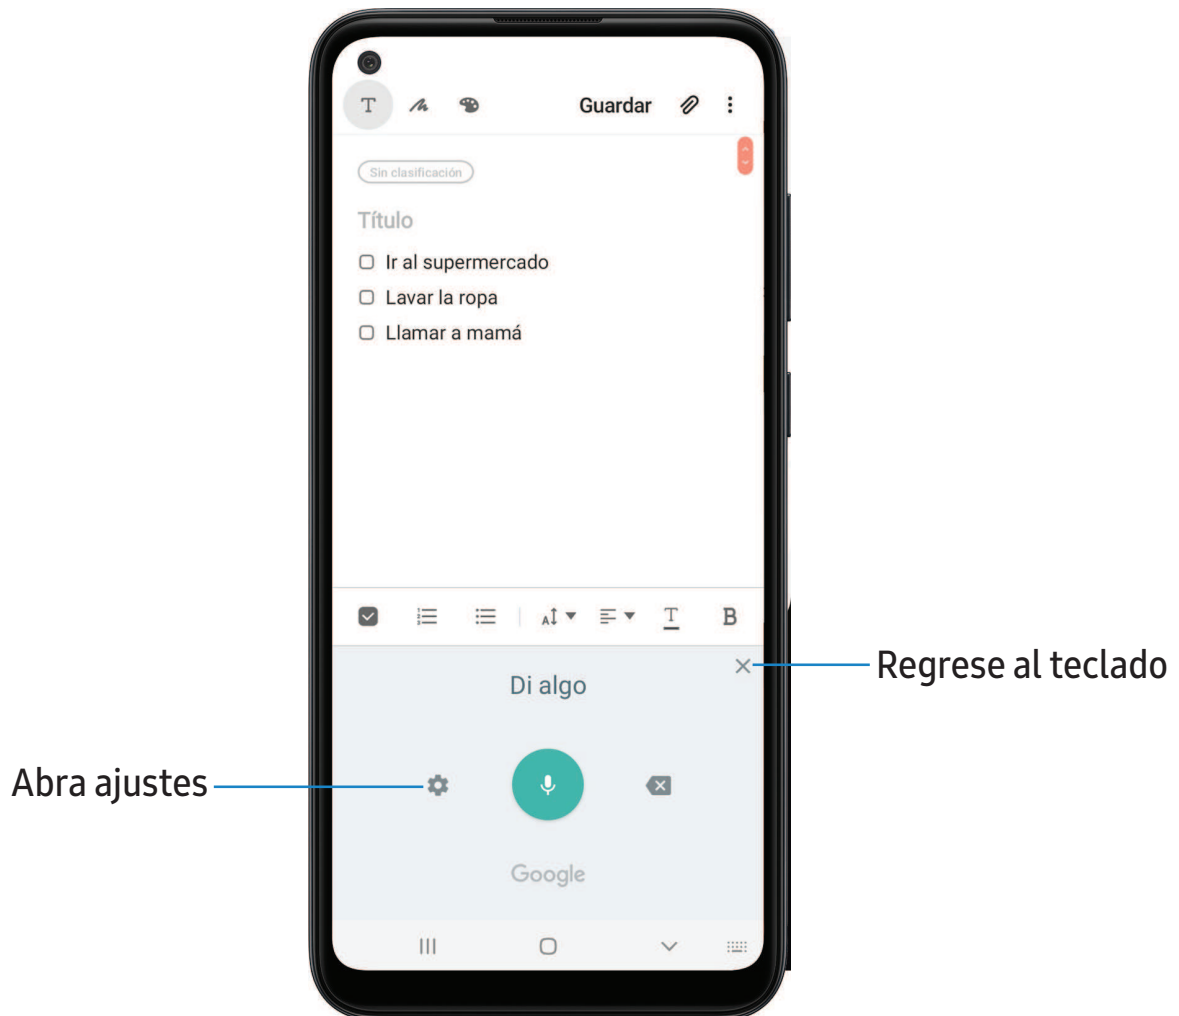 Guardar
Sin clasificación
Título
Ir al supermercado
Lavar la ropa
Llamar a mamá
Di algo
Regrese al teclado
Abra ajustes
Google